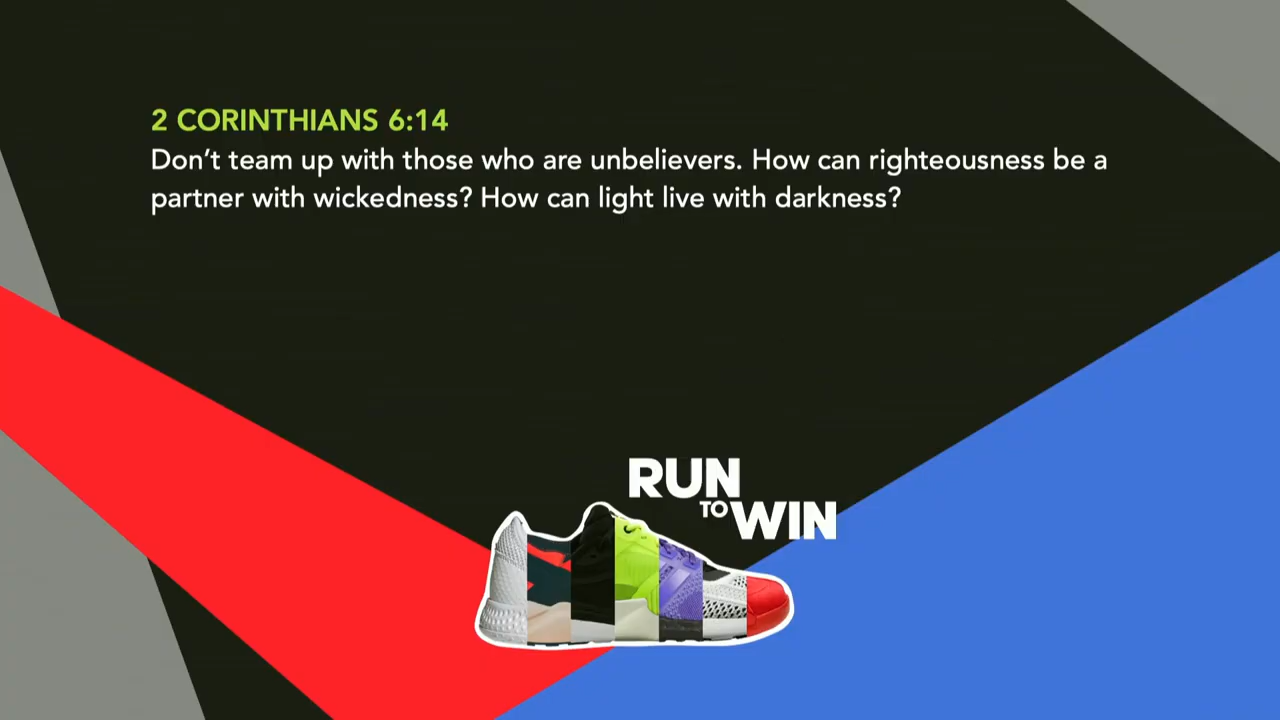 2 CORINTHIANS 6:14
Don't team up with those who are unbelievers. How can righteousness be a
partner with wickedness? How can light live with darkness?
RUN
TO WIN